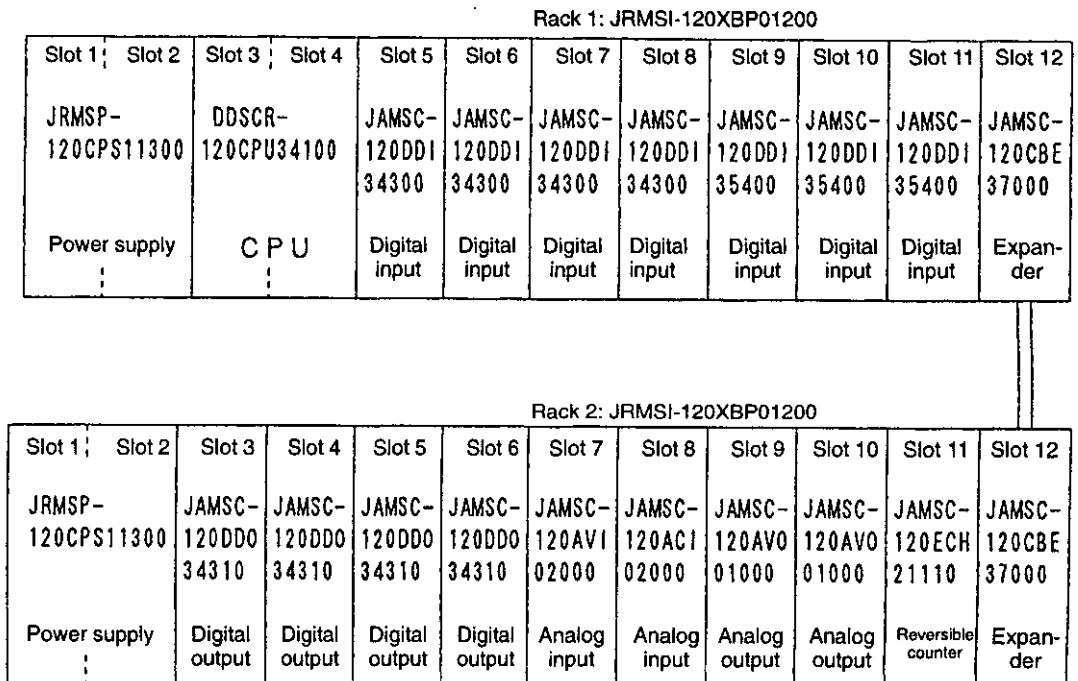 Rack 1: JRMSI-120XBP01200
Slot 1 Slot 2 Slot 3 Slot 4 Slot 5 Slot 6 Slot 7 Slot 8 Slot 9 Slot 10 Slot 11 Slot 12
JRMSP- DDSCR- JAMSC- JAMSC- JAMSC- JAMSC- JAMSC- JAMSC- JAMSC- JAMSC-
120CPS11300 120CPU34100 120DDI 120DDI 120DDI 120DDI 120DDI 120DDI 120DDI 120CBE
34300 34300 34300 34300 35400 35400 35400 37000
Power supply CPU Digital Digital Digital Digital Digital Digital Digital Expan-
input input input input input input input der
Rack 2: JRMSI-120XBP01200
Slot 1 Slot 2 Slot 3 Slot 4 Slot 5 Slot 6 Slot 7 Slot 8 Slot 9 Slot 10 Slot 11 Slot 12
JRMSP- JAMSC- JAMSC- JAMSC- JAMSC- JAMSC- JAMSC- JAMSC- JAMSC- JAMSC- JAMSC-
120CPS11300 120DDO 120DDO 120DDO 120DDO 120AVI 120ACI 120AVO 120AVO 120ECH 120CBE
34310 34310 34310 34310 02000 02000 01000 01000 21110 37000
Power supply Digital Digital Digital Digital Analog Analog Analog Analog Reversible Expan-
output output output output input input output output counter der